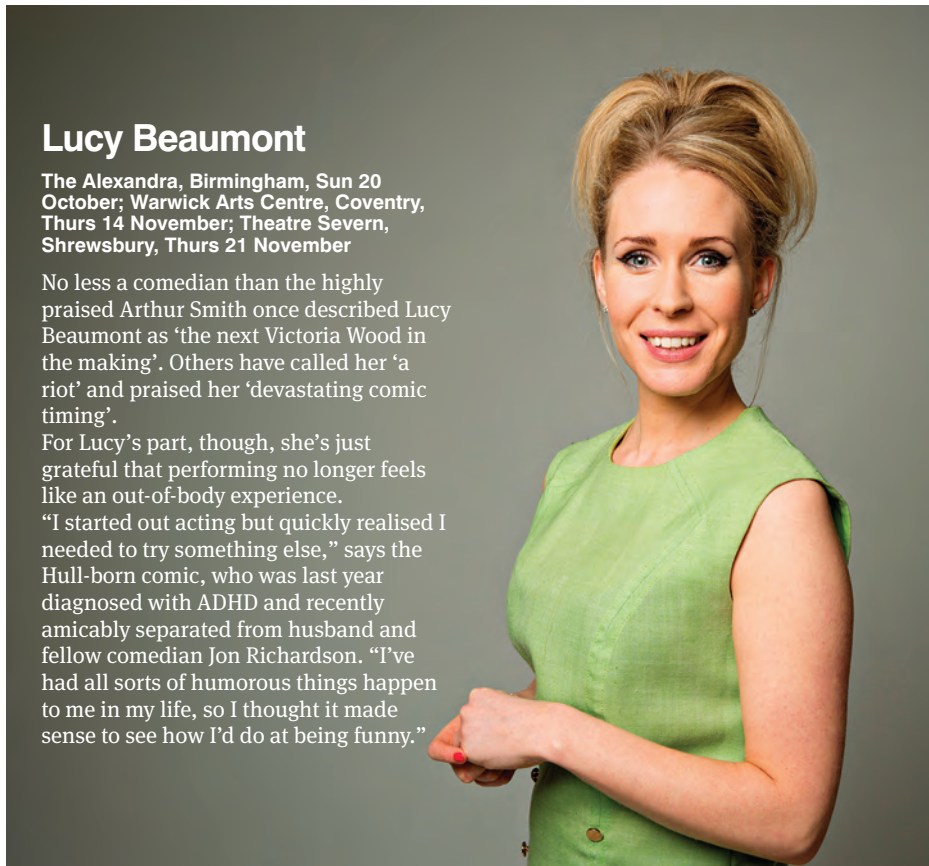 Lucy Beaumont
The Alexandra, Birmingham, Sun 20
October; Warwick Arts Centre, Coventry,
Thurs 14 November; Theatre Severn,
Shrewsbury, Thurs 21 November
No less a comedian than the highly
praised Arthur Smith once described Lucy
Beaumont as ‘the next Victoria Wood in
the making’. Others have called her ‘a
riot’ and praised her ‘devastating comic
timing’.
For Lucy’s part, though, she’s just
grateful that performing no longer feels
like an out-of-body experience.
“I started out acting but quickly realised I
needed to try something else,” says the
Hull-born comic, who was last year
diagnosed with ADHD and recently
amicably separated from husband and
fellow comedian Jon Richardson. “I’ve
had all sorts of humorous things happen
to me in my life, so I thought it made
sense to see how I’d do at being funny.”